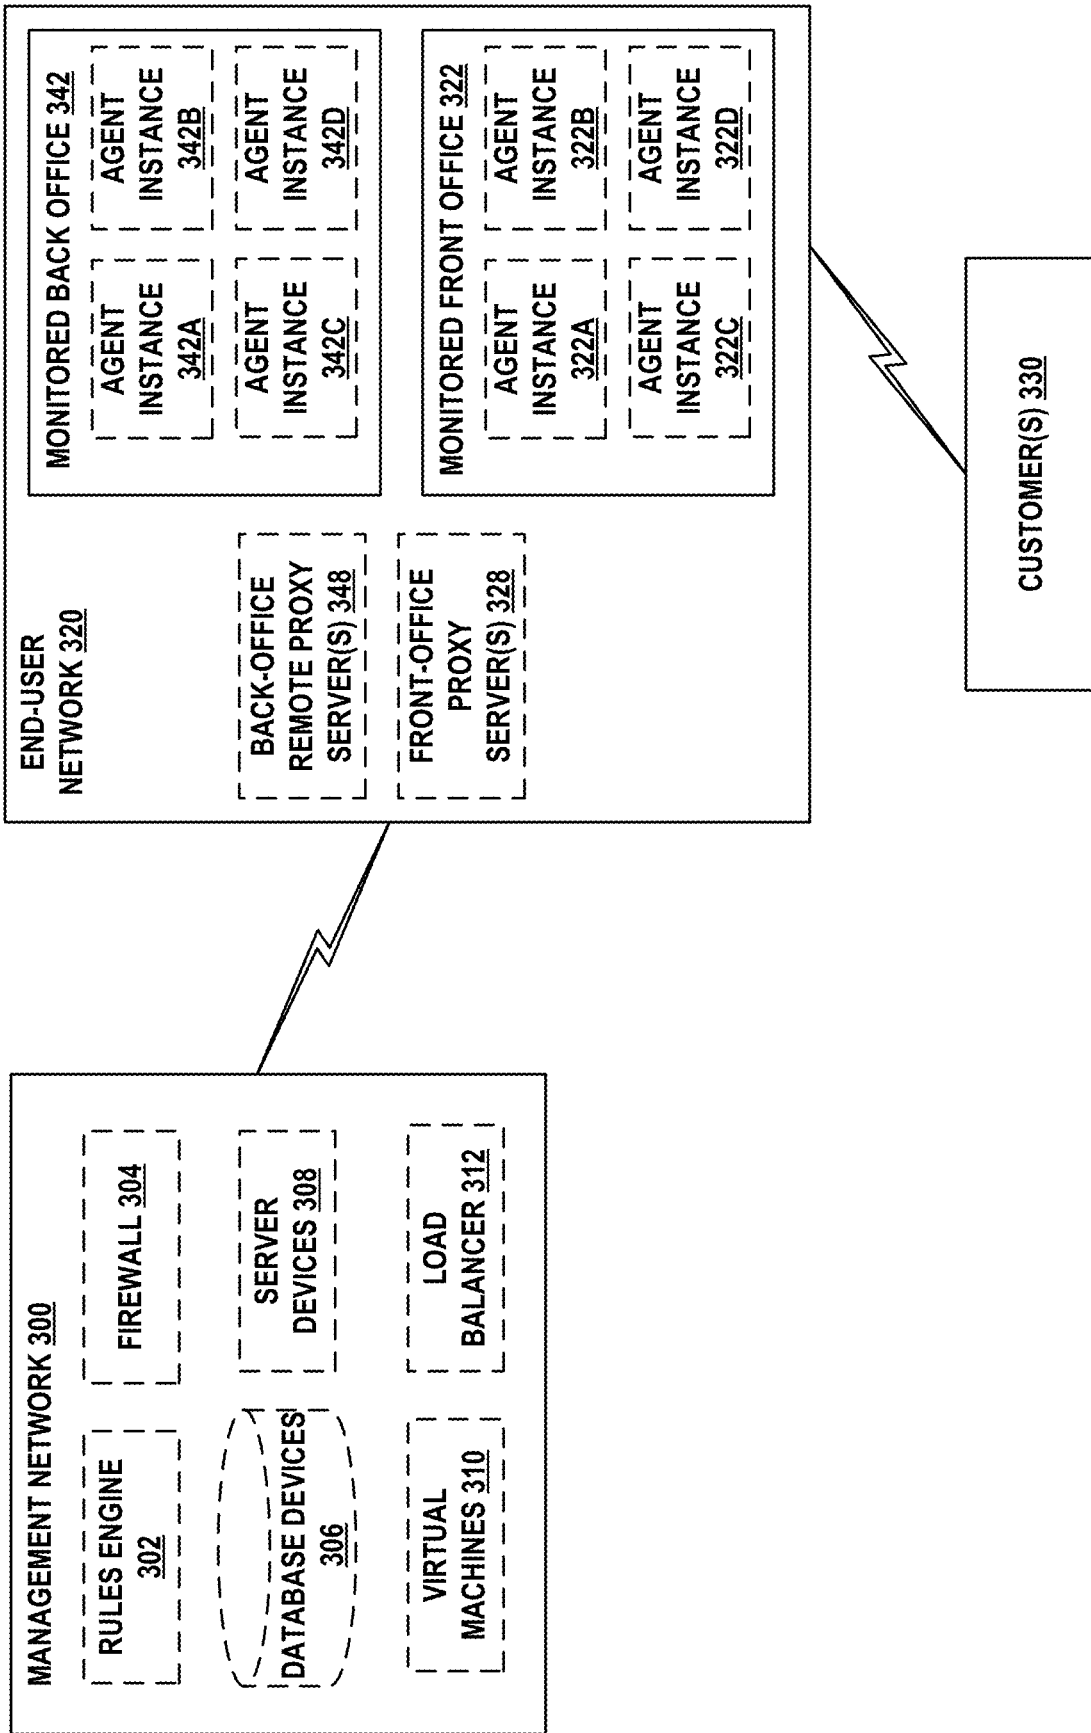 MANAGEMENT NETWORK 300
RULES ENGINE
302
FIREWALL 304
DATABASE DEVICES
306
SERVER
DEVICES 308
VIRTUAL
MACHINES 310
LOAD
BALANCER 312
END-USER
NETWORK 320
BACK-OFFICE
REMOTE PROXY
SERVER(S) 348
FRONT-OFFICE
PROXY
SERVER(S) 328
MONITORED BACK OFFICE 342
AGENT
INSTANCE
342A
AGENT
INSTANCE
342B
AGENT
INSTANCE
342C
AGENT
INSTANCE
342D
MONITORED FRONT OFFICE 322
AGENT
INSTANCE
322A
AGENT
INSTANCE
322B
AGENT
INSTANCE
322C
AGENT
INSTANCE
322D
CUSTOMER(S) 330